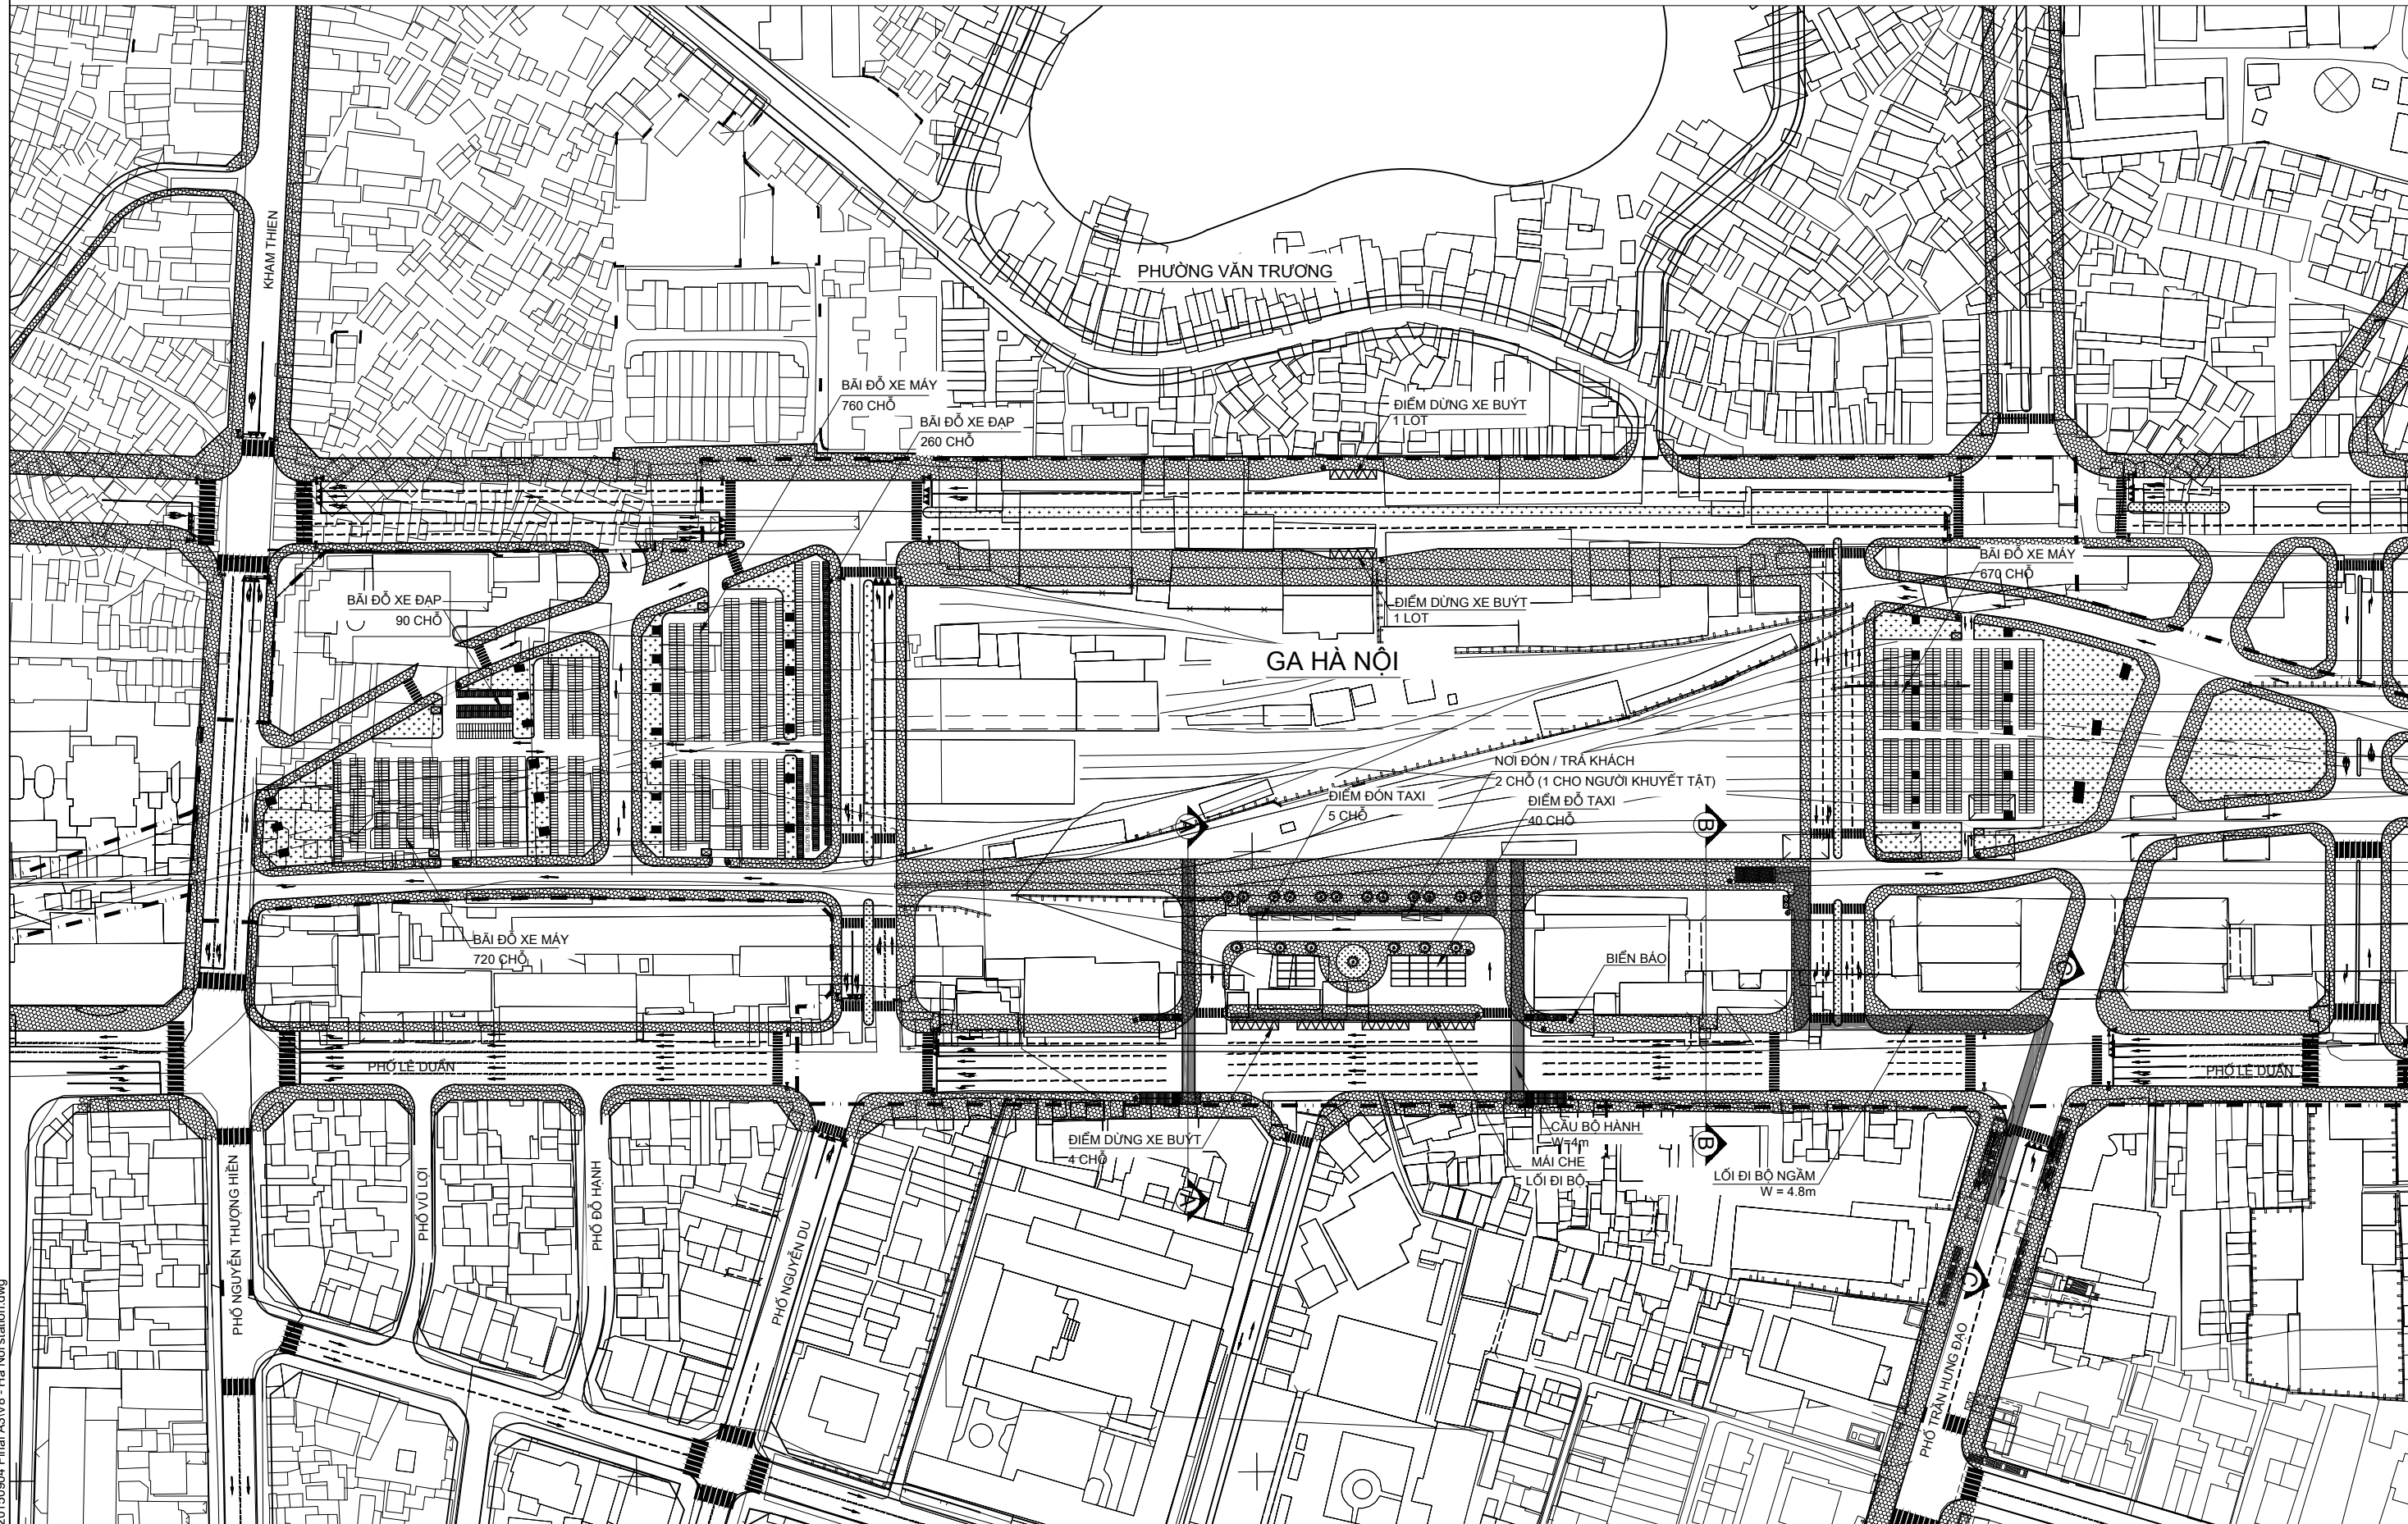 KHAM THIEN
PHƯỜNG VĂN TRƯƠNG
BÃI ĐỖ XE MÁY
760 CHỖ
BÃI ĐỖ XE ĐẠP
260 CHỖ
ĐIỂM DỪNG XE BUÝT
1 LOT
BÃI ĐỖ XE MÁY
670 CHỖ
BÃI ĐỖ XE ĐẠP
90 CHỖ
ĐIỂM DỪNG XE BUÝT
1 LOT
GA HÀ NỘI
NƠI ĐÓN / TRẢ KHÁCH
2 CHỖ (1 CHO NGƯỜI KHUYẾT TẬT)
ĐIỂM ĐÓN TAXI
5 CHỖ
ĐIỂM ĐỖ TAXI
40 CHỖ
A
B
BÃI ĐỖ XE MÁY
720 CHỖ
BIỂN BÁO
C
PHỐ LÊ DUẨN
PHỐ LÊ DUẨN
ĐIỂM DỪNG XE BUÝT
4 CHỖ
CẦU BỘ HÀNH
W=4m
MÁI CHE
LỐI ĐI BỘ
B
LỐI ĐI BỘ NGẦM
W = 4.8m
A
C
PHỐ NGUYỄN THƯỢNG HIỀN
PHỐ VŨ LỢI
PHỐ ĐỖ HẠNH
PHỐ NGUYỄN DU
PHỐ TRẦN HƯNG ĐẠO